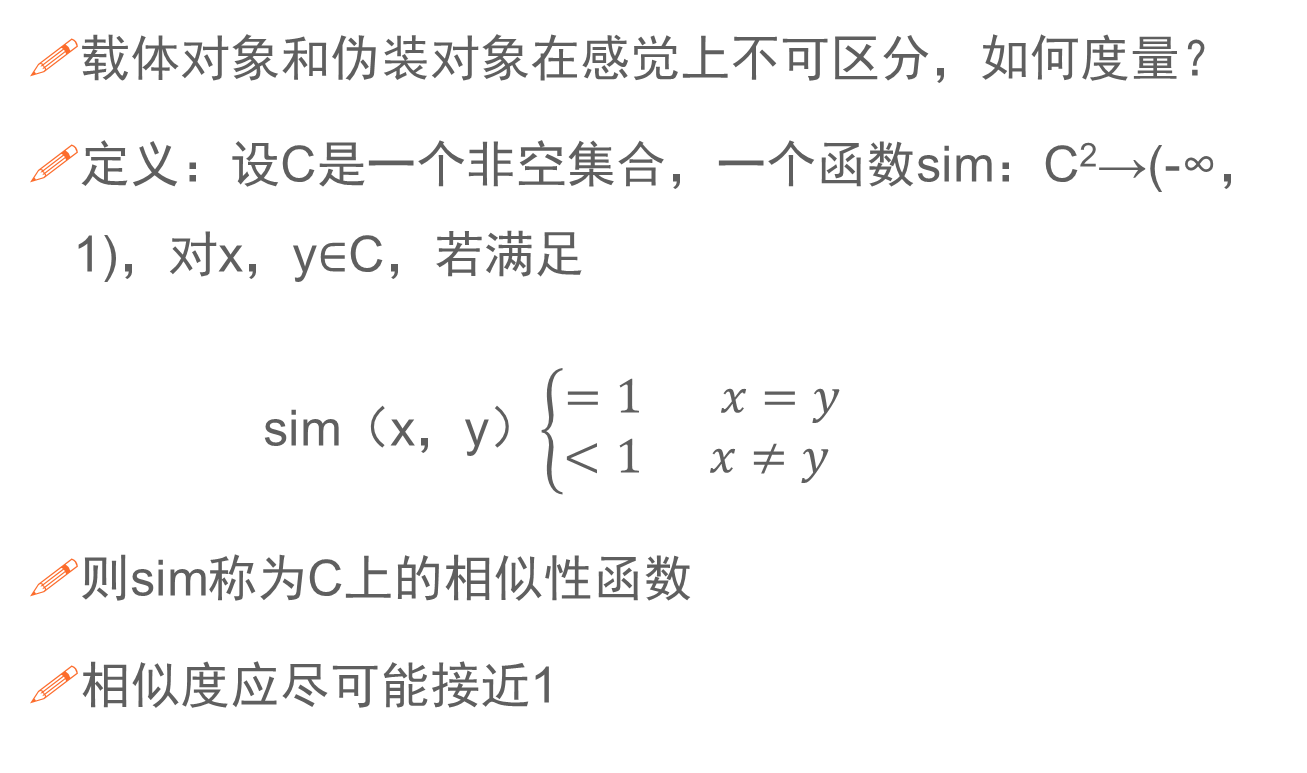 载体对象和伪装对象在感觉上不可区分，如何度量？
定义：设C是一个非空集合，一个函数sim：C²→(-∞，
1)，对x，y∈C，若满足
sim（x，y）{= 1 x = y
< 1 x ≠ y
则sim称为C上的相似性函数
相似度应尽可能接近1